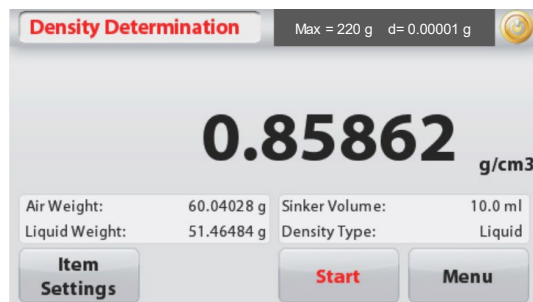 Density Determination
Max = 220 g d= 0.00001 g
0.85862 g/cm3
Air Weight: 60.04028 g Sinker Volume: 10.0 ml
Liquid Weight: 51.46484 g Density Type: Liquid
Item
Settings
Start
Menu